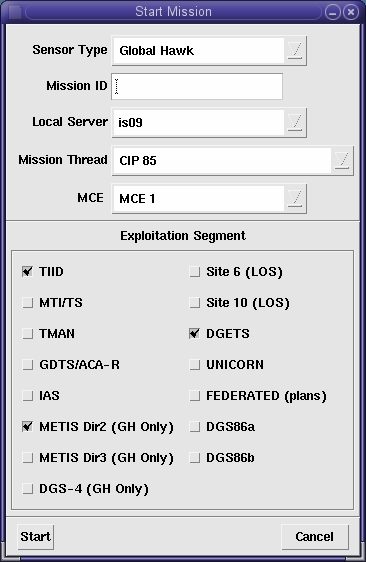 Start Mission
Sensor Type Global Hawk
Mission ID
Local Server is09
Mission Thread CIP 85
MCE MCE 1
Exploitation Segment
TIID Site 6 (LOS)
MTI/TS Site 10 (LOS)
TMAN DGETS
GDTS/ACA-R UNICORN
IAS FEDERATED (plans)
METIS Dir2 (GH Only) DGS86a
METIS Dir3 (GH Only) DGS86b
DGS-4 (GH Only)
Start Cancel